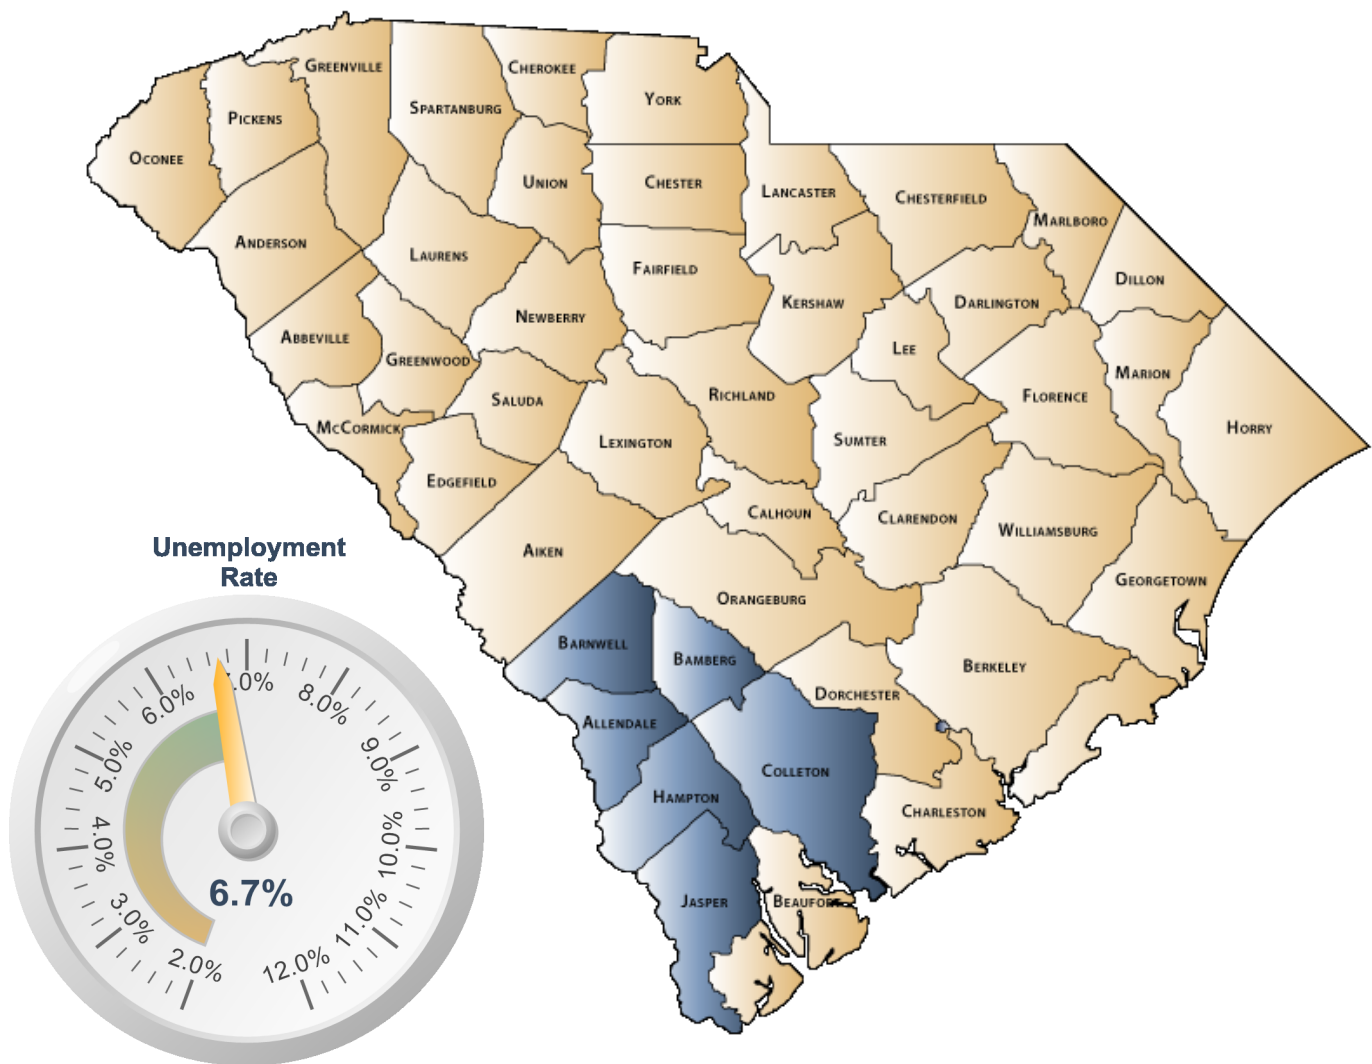 GREENVILLE
CHEROKEE
SPARTANBURG
YORK
PICKENS
OCONEE
UNION
CHESTER
LANCASTER
CHESTERFIELD
MARLBORO
ANDERSON
LAURENS
FAIRFIELD
DILLON
KERSHAW
DARLINGTON
NEWBERRY
ABBEVILLE
GREENWOOD
LEE
MARION
RICHLAND
FLORENCE
SALUDA
MCCORMICK
HORRY
LEXINGTON
SUMTER
EDGEFIELD
CALHOUN
CLARENDON
WILLIAMSBURG
AIKEN
GEORGETOWN
ORANGEBURG
BARNWELL
BAMBERG
BERKELEY
DORCHESTER
ALLENDALE
COLLETON
HAMPTON
CHARLESTON
JASPER
BEAUFORT
Unemployment
Rate
2.0%
3.0%
4.0%
5.0%
6.0%
.0%
8.0%
9.0%
10.0%
11.0%
12.0%
6.7%